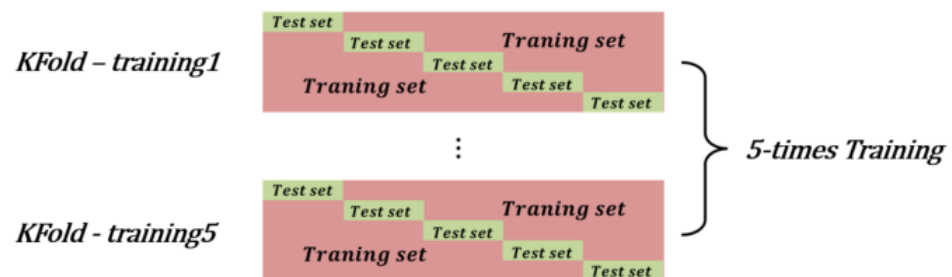 Test set
Test set
Traning set
KFold – training1
Test set
Traning set
Test set
Test set
⋮
5-times Training
Test set
Test set
Traning set
KFold - training5
Test set
Traning set
Test set
Test set